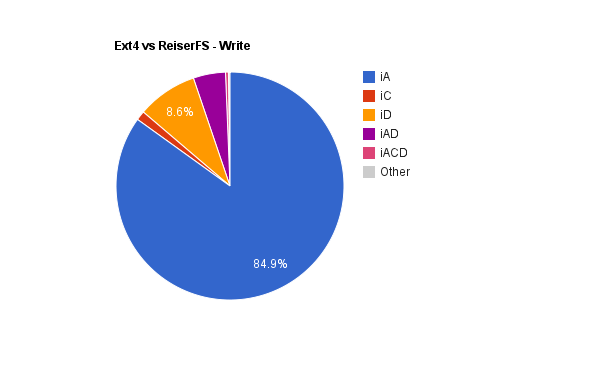 Ext4 vs ReiserFS - Write
iA
iC
iD
iAD
iACD
Other
8.6%
84.9%